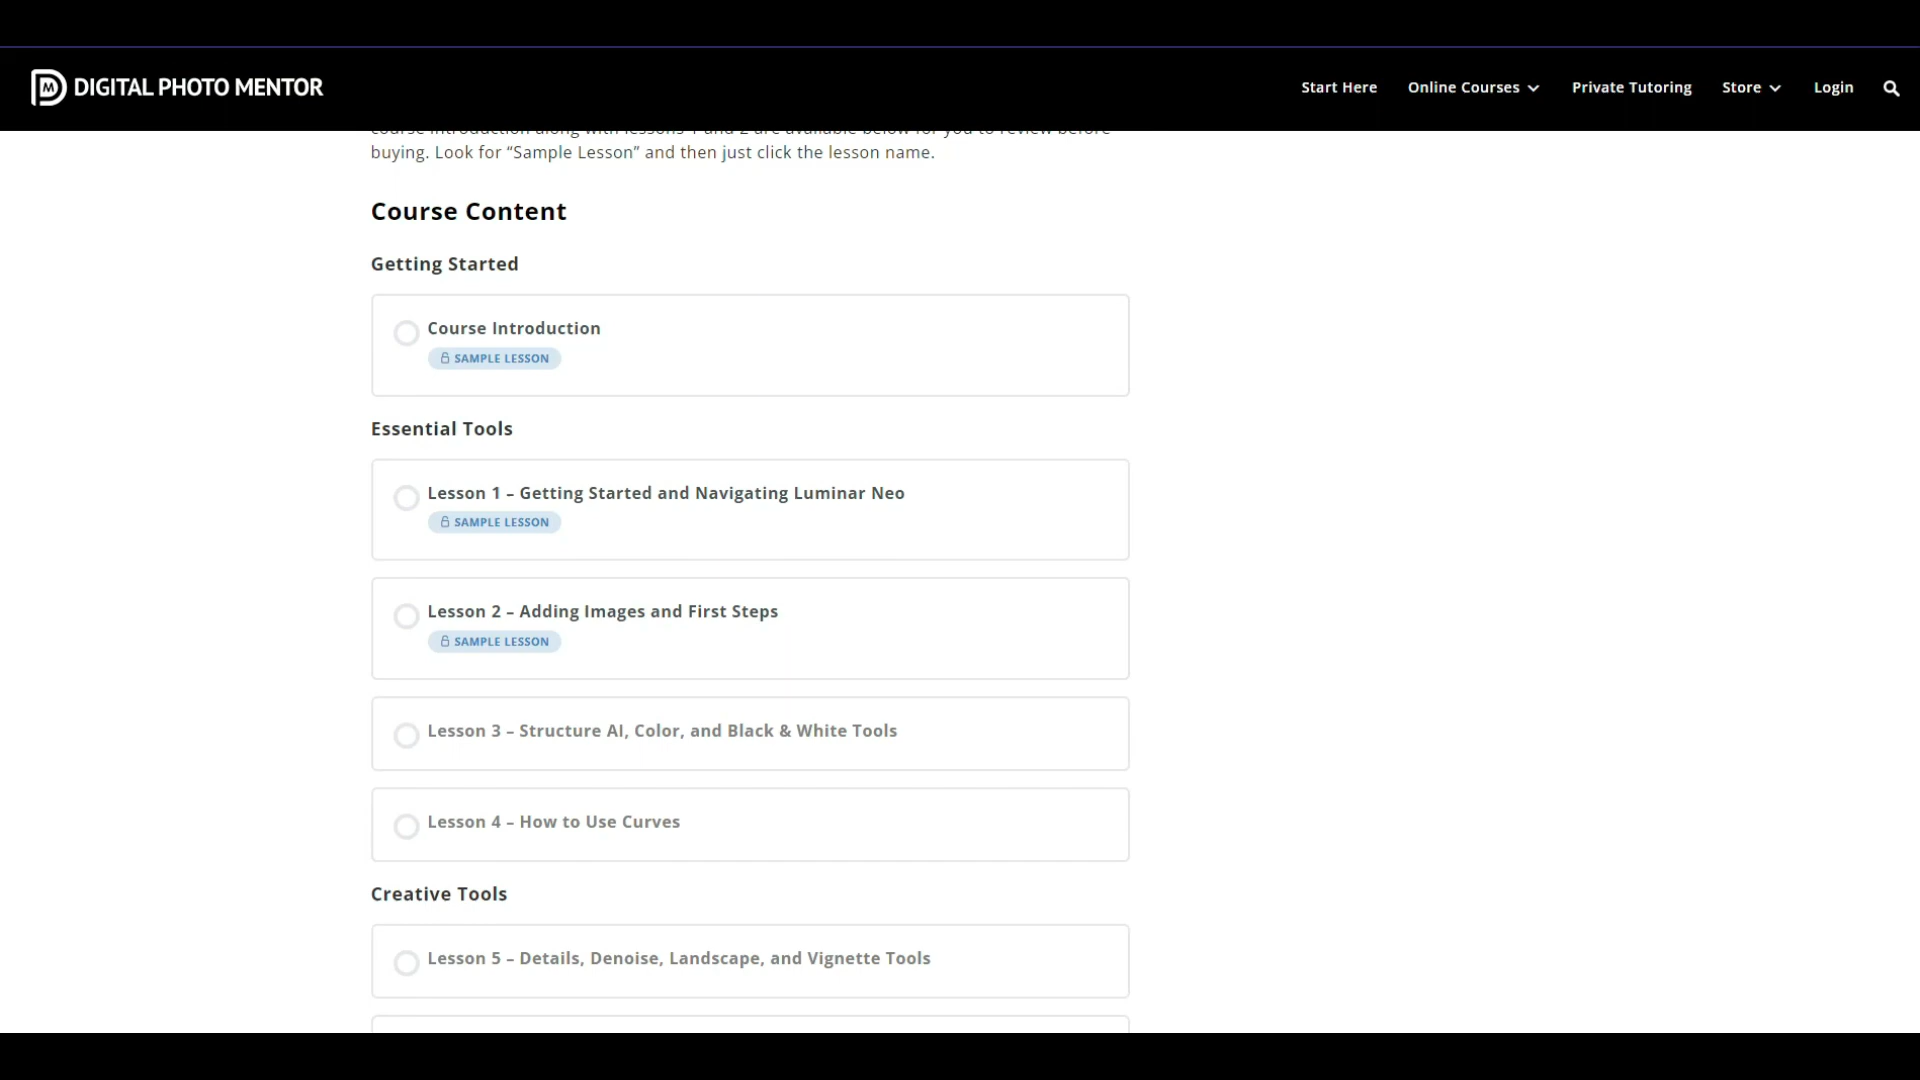 DIGITAL PHOTO MENTOR
Start Here
Online Courses
Private Tutoring
Store
Login
course introduction along with lessons 1 and 2 are available below for you to review before
buying. Look for “Sample Lesson” and then just click the lesson name.
Course Content
Getting Started
Course Introduction
SAMPLE LESSON
Essential Tools
Lesson 1 – Getting Started and Navigating Luminar Neo
SAMPLE LESSON
Lesson 2 – Adding Images and First Steps
SAMPLE LESSON
Lesson 3 – Structure AI, Color, and Black & White Tools
Lesson 4 – How to Use Curves
Creative Tools
Lesson 5 – Details, Denoise, Landscape, and Vignette Tools